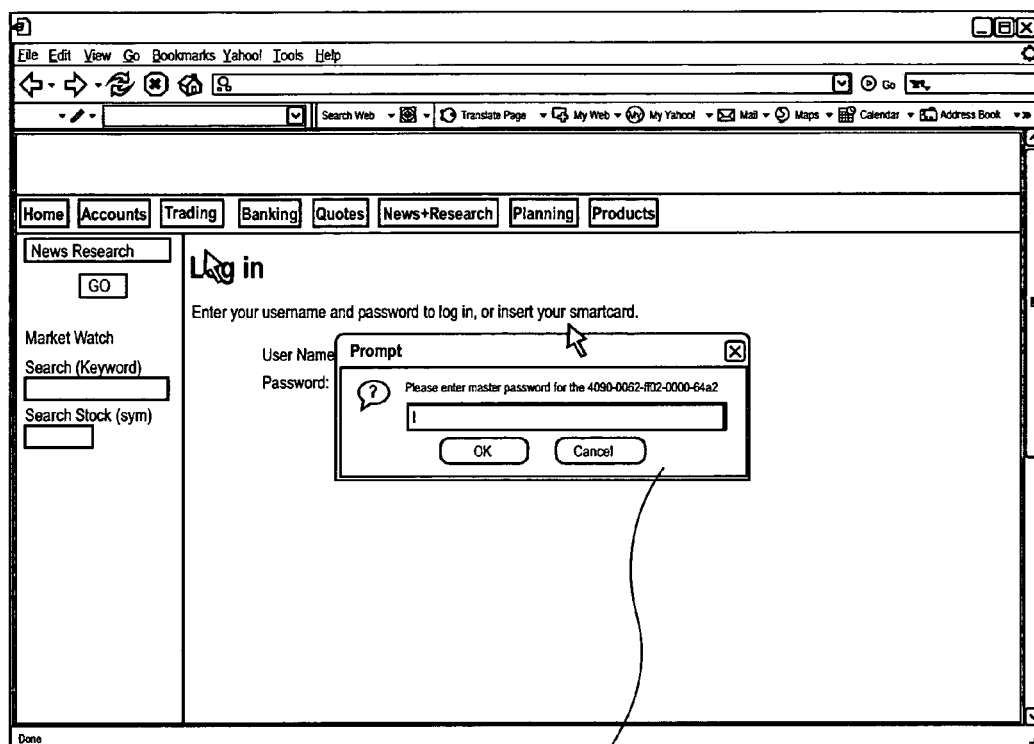 File Edit View Go Bookmarks Yahoo! Tools Help
Go
Search Web Translate Page My Web My Yahoo! Mail Maps Calendar Address Book
Home Accounts Trading Banking Quotes News+Research Planning Products
News Research
GO
Market Watch
Search (Keyword)
Search Stock (sym)
Log in
Enter your username and password to log in, or insert your smartcard.
User Name
Password:
Prompt
Please enter master password for the 4090-0062-ff02-0000-64a2
OK Cancel
Done